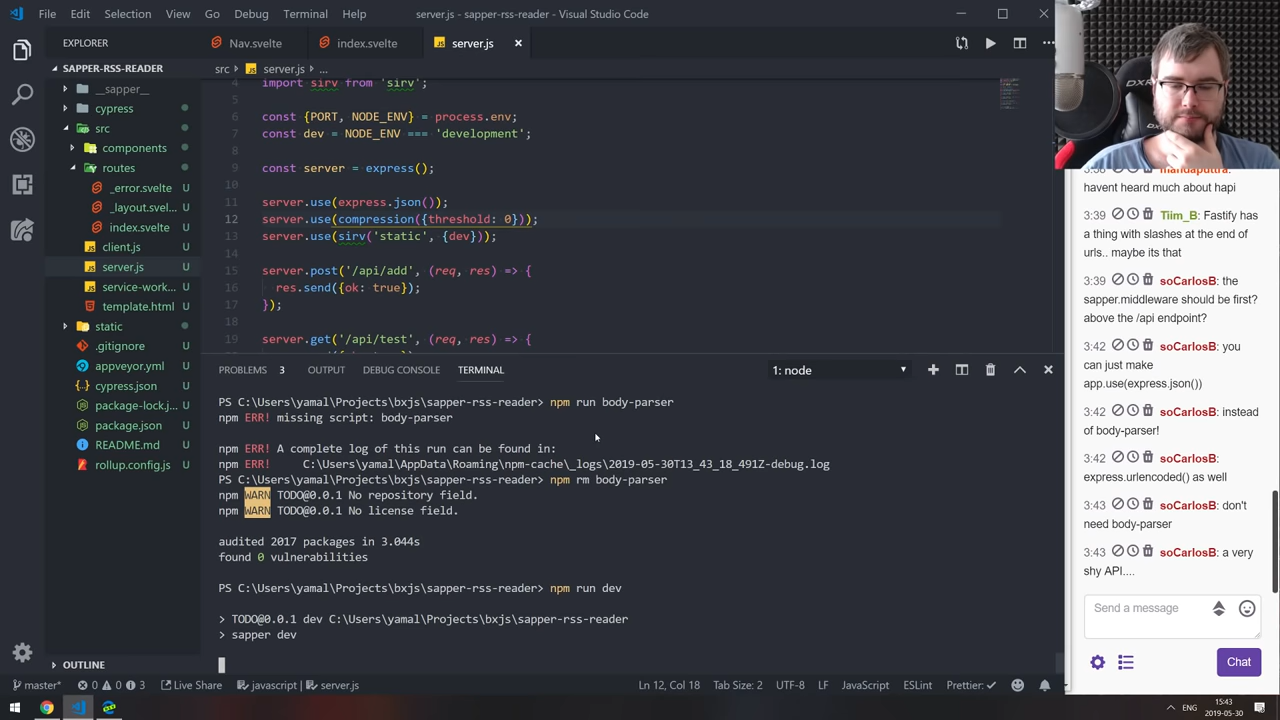 File Edit Selection View Go Debug Terminal Help
server.js - sapper-rss-reader - Visual Studio Code
EXPLORER
SAPPER-RSS-READER
__sapper__
cypress
src
components
routes
_error.svelte U
_layout.svel... U
index.svelte U
client.js U
server.js U
service-work... U
template.html U
static
.gitignore U
appveyor.yml U
cypress.json U
package-lock.j... U
package.json U
README.md U
rollup.config.js U
OUTLINE
Nav.svelte
index.svelte
server.js
src > server.js > ...
4 import sirv from 'sirv';
5
6 const {PORT, NODE_ENV} = process.env;
7 const dev = NODE_ENV === 'development';
8
9 const server = express();
10
11 server.use(express.json());
12 server.use(compression({threshold: 0}));
13 server.use(sirv('static', {dev}));
14
15 server.post('/api/add', (req, res) => {
16 res.send({ok: true});
17 });
18
19 server.get('/api/test', (req, res) => {
PROBLEMS 3 OUTPUT DEBUG CONSOLE TERMINAL
1: node
PS C:\Users\yamal\Projects\bxjs\sapper-rss-reader> npm run body-parser
npm ERR! missing script: body-parser
npm ERR! A complete log of this run can be found in:
npm ERR! C:\Users\yamal\AppData\Roaming\npm-cache\_logs\2019-05-30T13_43_18_491Z-debug.log
PS C:\Users\yamal\Projects\bxjs\sapper-rss-reader> npm rm body-parser
npm WARN TODO@0.0.1 No repository field.
npm WARN TODO@0.0.1 No license field.
audited 2017 packages in 3.044s
found 0 vulnerabilities
PS C:\Users\yamal\Projects\bxjs\sapper-rss-reader> npm run dev
> TODO@0.0.1 dev C:\Users\yamal\Projects\bxjs\sapper-rss-reader
> sapper dev
master* 0 0 3 Live Share javascript | server.js
Ln 12, Col 18 Tab Size: 2 UTF-8 LF JavaScript ESLint Prettier: ✓
DXR
3:38 mandaputtra:
havent heard much about hapi
3:39 Tiim_B: Fastify has
a thing with slashes at the end of
urls.. maybe its that
3:39 soCarlosB: the
sapper.middleware should be first?
above the /api endpoint?
3:42 soCarlosB: you
can just make
app.use(express.json())
3:42 soCarlosB: instead
of body-parser!
3:42 soCarlosB:
express.urlencoded() as well
3:43 soCarlosB: don't
need body-parser
3:43 soCarlosB: a very
shy API....
Send a message
Chat
ENG
15:43
2019-05-30